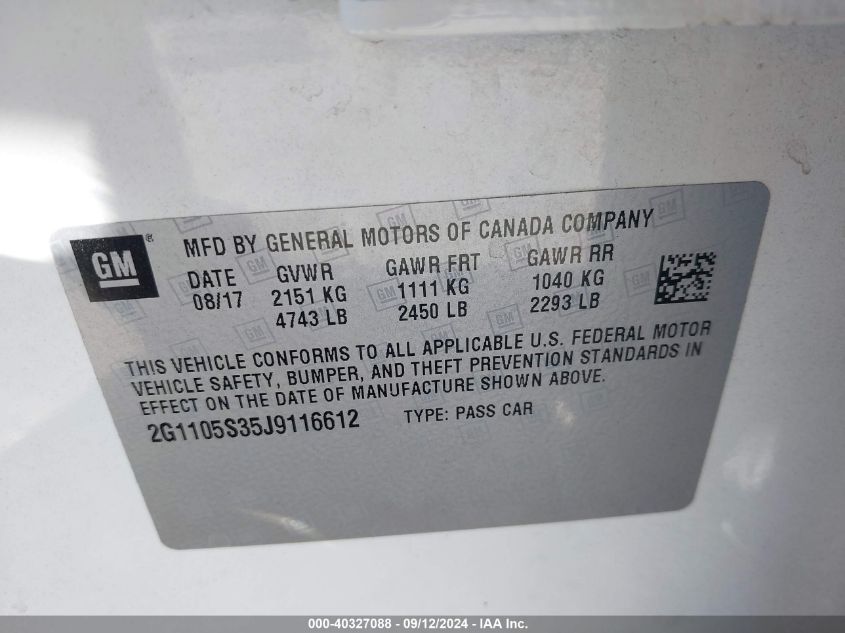 GM ®
MFD BY GENERAL MOTORS OF CANADA COMPANY
DATE GVWR GAWR FRT GAWR RR
08/17 2151 KG 1111 KG 1040 KG
4743 LB 2450 LB 2293 LB
THIS VEHICLE CONFORMS TO ALL APPLICABLE U.S. FEDERAL MOTOR
VEHICLE SAFETY, BUMPER, AND THEFT PREVENTION STANDARDS IN
EFFECT ON THE DATE OF MANUFACTURE SHOWN ABOVE.
2G1105S35J9116612 TYPE: PASS CAR
000-40327088 - 09/12/2024 - IAA Inc.